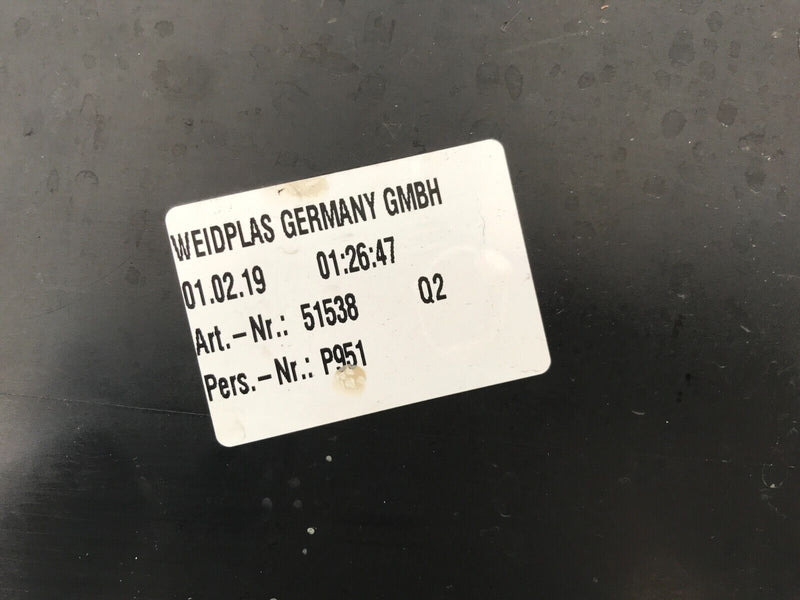 WEIDPLAS GERMANY GMBH
01.02.19 01:26:47
Art.-Nr.: 51538 Q2
Pers.-Nr.: P951